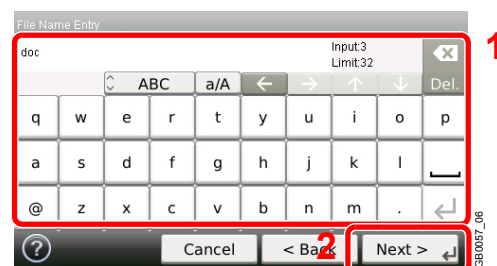 File Name Entry
1
doc
Input:3
Limit:32
ABC a/A ← → ↑ ↓ Del.
q w e r t y u i o p
a s d f g h j k l
@ z x c v b n m .
? Cancel < Back 2 Next >
GB0057_06